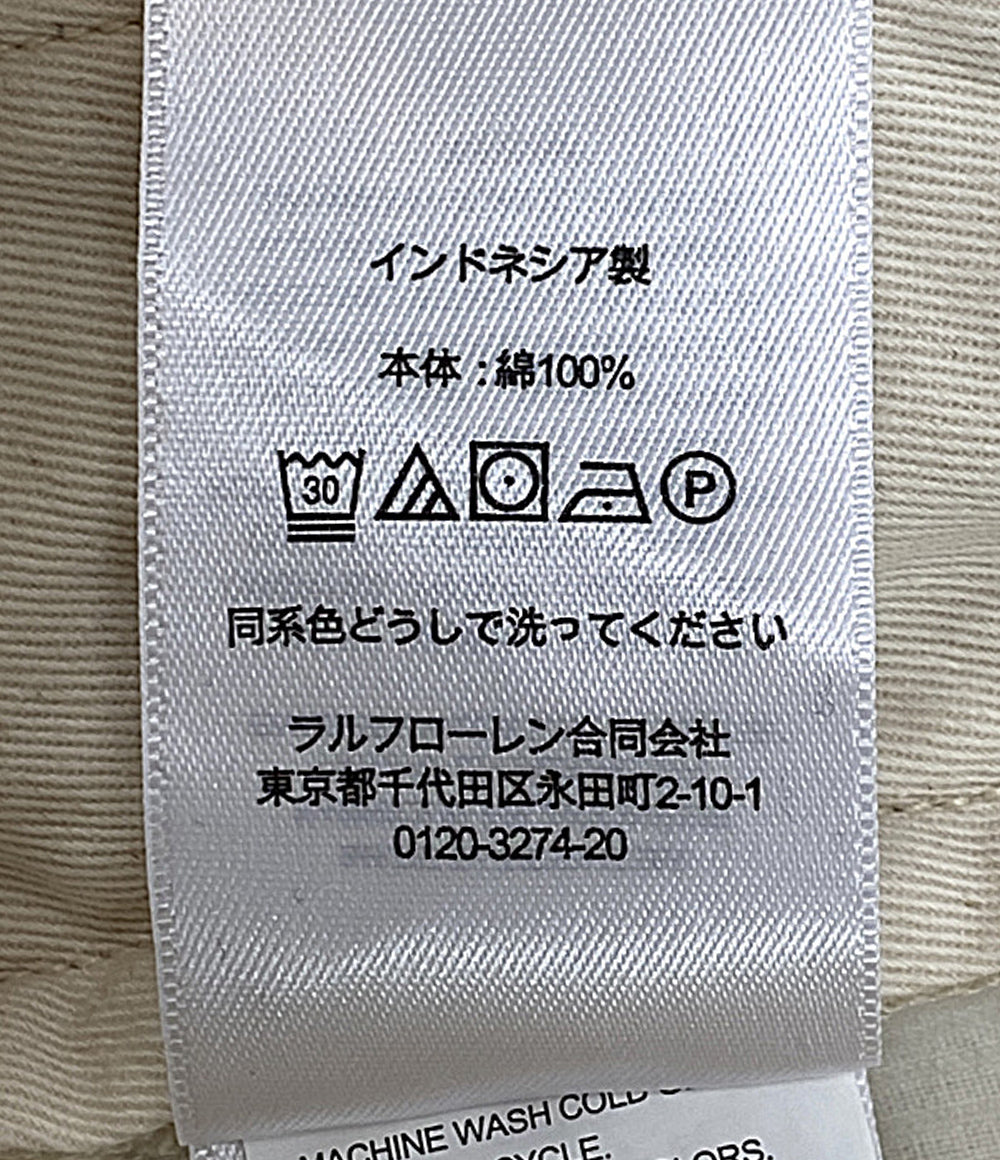 インドネシア製
本体 : 綿100%
30 P
同系色どうしで洗ってください
ラルフローレン合同会社
東京都千代田区永田町2-10-1
0120-3274-20
MACHINE WASH COLD
CYCLE.